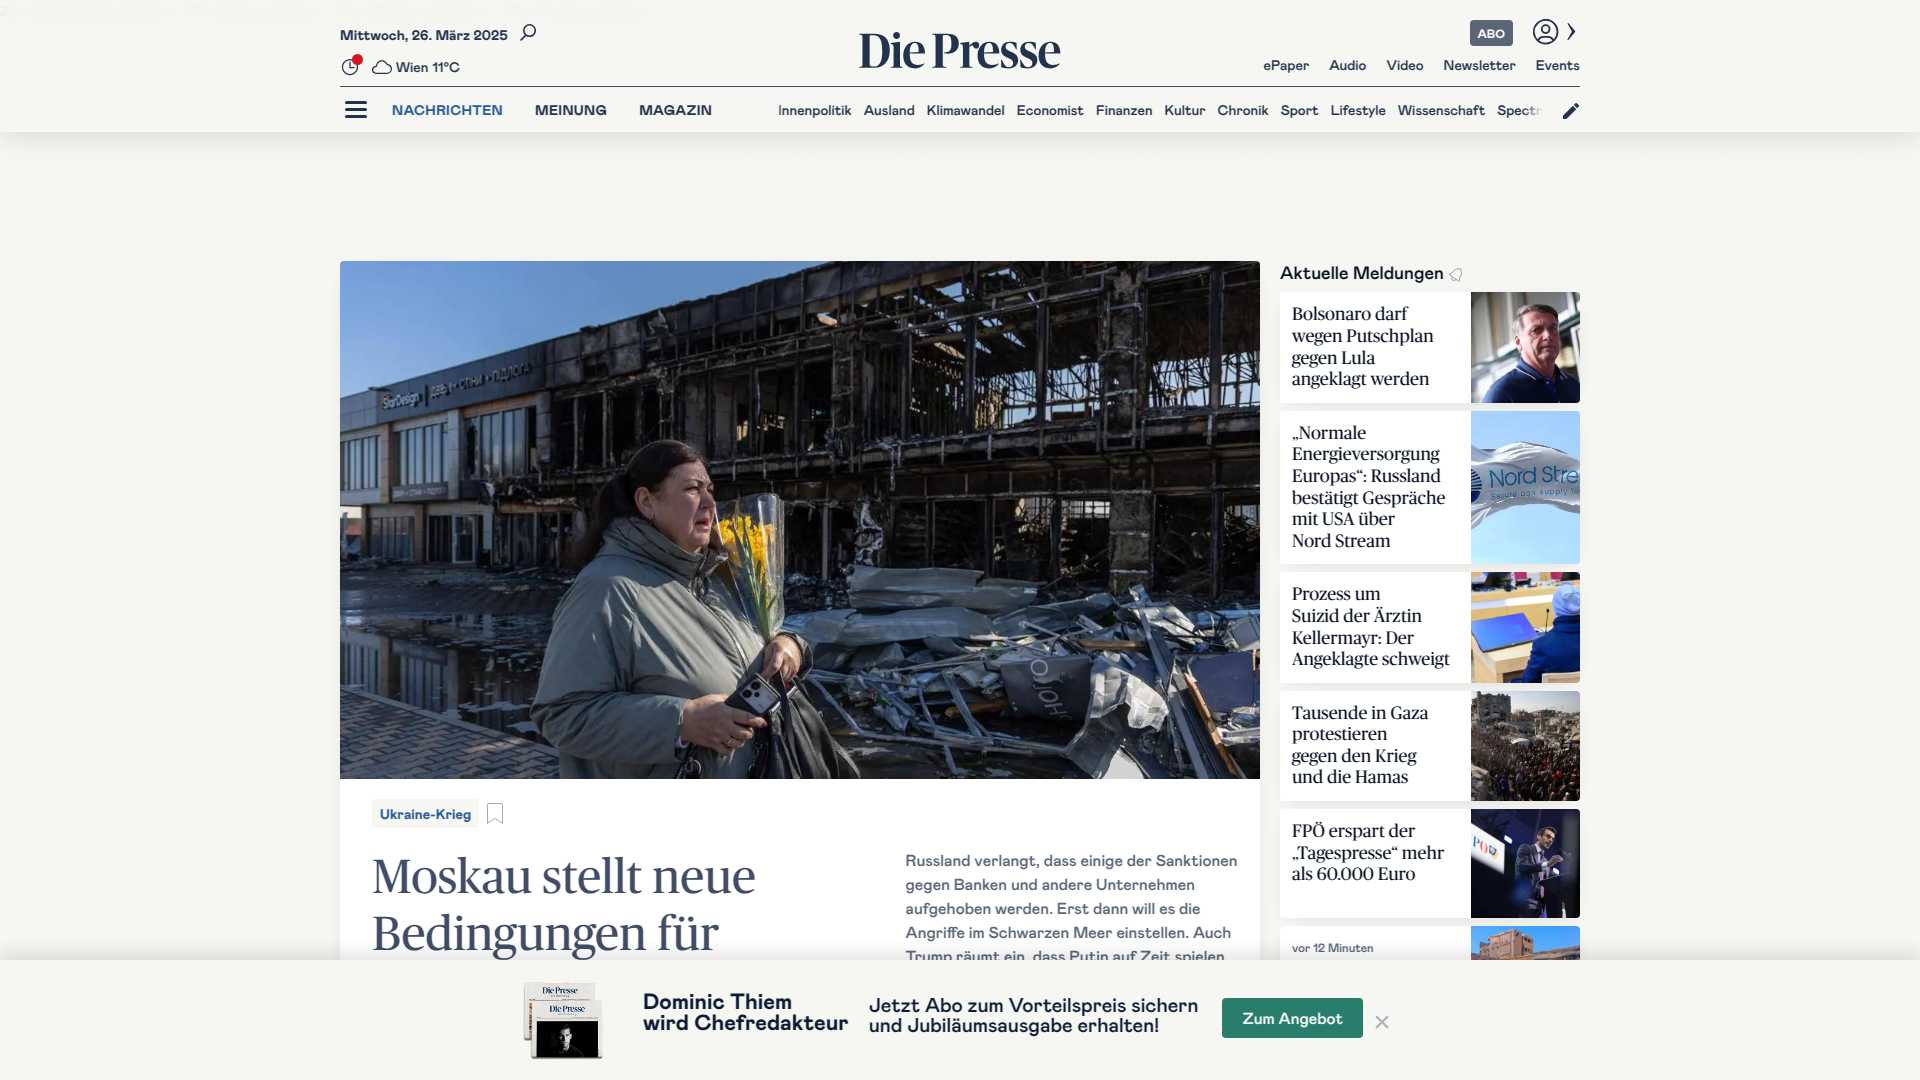 Mittwoch, 26. März 2025
Wien 11°C
Die Presse
ABO
ePaper Audio Video Newsletter Events
NACHRICHTEN MEINUNG MAGAZIN
Innenpolitik Ausland Klimawandel Economist Finanzen Kultur Chronik Sport Lifestyle Wissenschaft Spectr
StarDesign
Ukraine-Krieg
Moskau stellt neue
Bedingungen für
Russland verlangt, dass einige der Sanktionen
gegen Banken und andere Unternehmen
aufgehoben werden. Erst dann will es die
Angriffe im Schwarzen Meer einstellen. Auch
Trump räumt ein, dass Putin auf Zeit spielen
Aktuelle Meldungen
Bolsonaro darf
wegen Putschplan
gegen Lula
angeklagt werden
„Normale
Energieversorgung
Europas“: Russland
bestätigt Gespräche
mit USA über
Nord Stream
Nord Stre
Prozess um
Suizid der Ärztin
Kellermayr: Der
Angeklagte schweigt
Tausende in Gaza
protestieren
gegen den Krieg
und die Hamas
FPÖ erspart der
„Tagespresse“ mehr
als 60.000 Euro
vor 12 Minuten
Die Presse
Die Presse
Dominic Thiem
wird Chefredakteur
Jetzt Abo zum Vorteilspreis sichern
und Jubiläumsausgabe erhalten!
Zum Angebot